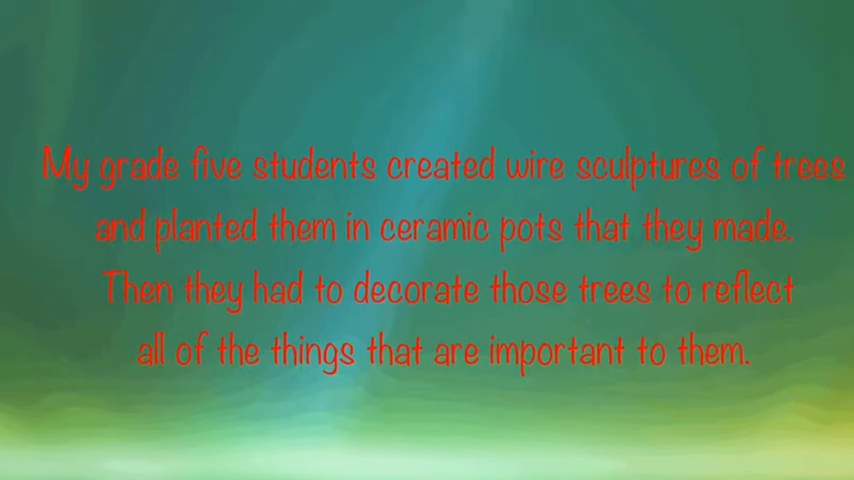 My grade five students created wire sculptures of trees
and planted them in ceramic pots that they made.
Then they had to decorate those trees to reflect
all of the things that are important to them.